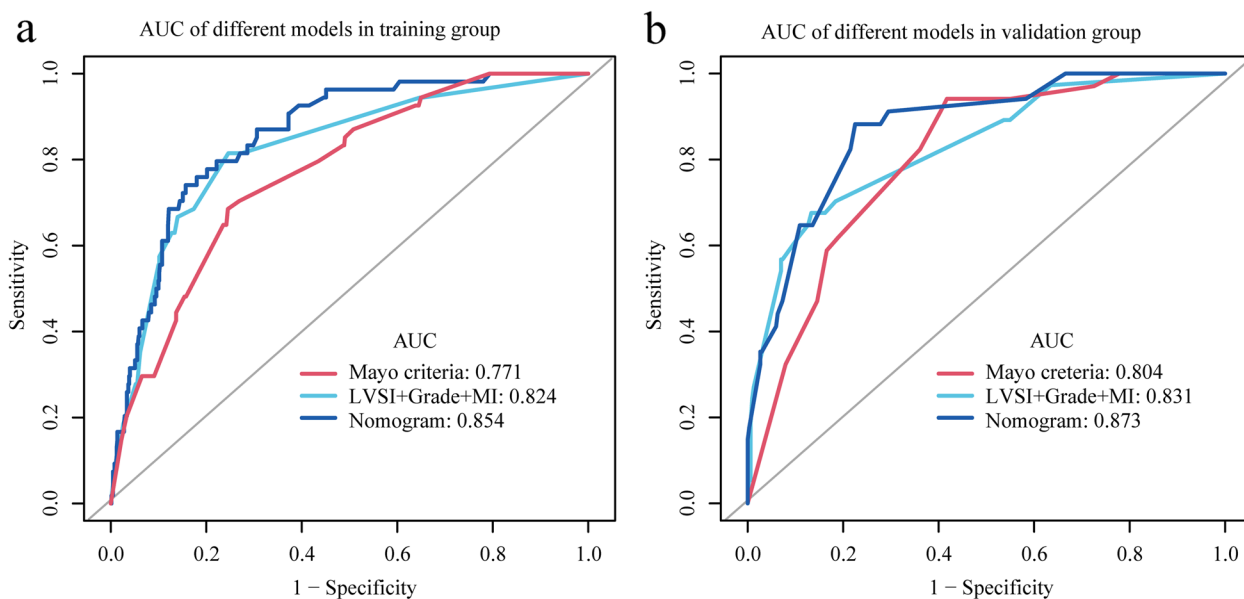 a
AUC of different models in training group
Sensitivity
1.0
0.8
0.6
0.4
0.2
0.0
AUC
Mayo criteria: 0.771
LVSI+Grade+MI: 0.824
Nomogram: 0.854
0.0 0.2 0.4 0.6 0.8 1.0
1 − Specificity
b
AUC of different models in validation group
Sensitivity
1.0
0.8
0.6
0.4
0.2
0.0
AUC
Mayo creteria: 0.804
LVSI+Grade+MI: 0.831
Nomogram: 0.873
0.0 0.2 0.4 0.6 0.8 1.0
1 − Specificity